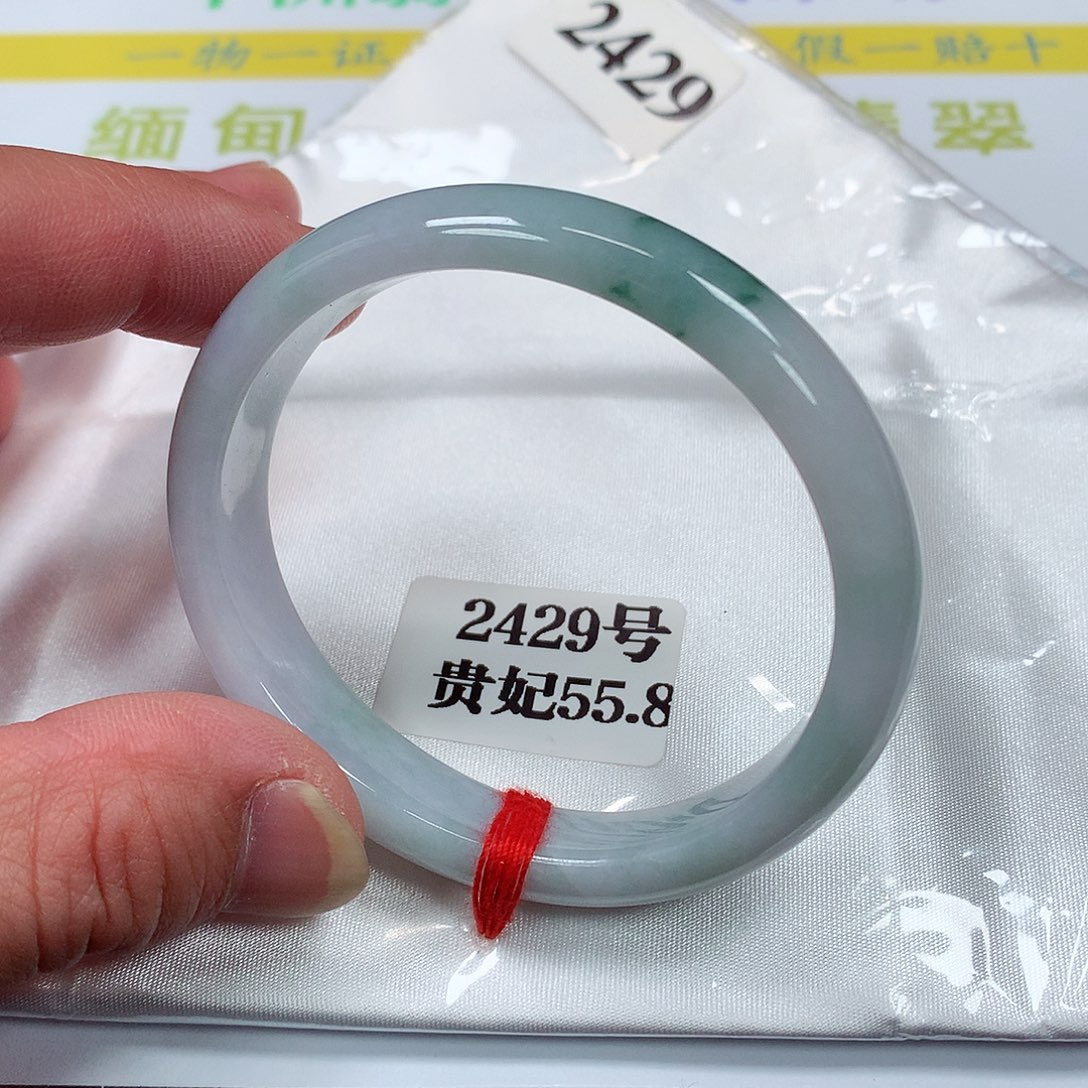 一物一证
假一赔十
缅甸
翠
2429
2429号
贵妃55.8